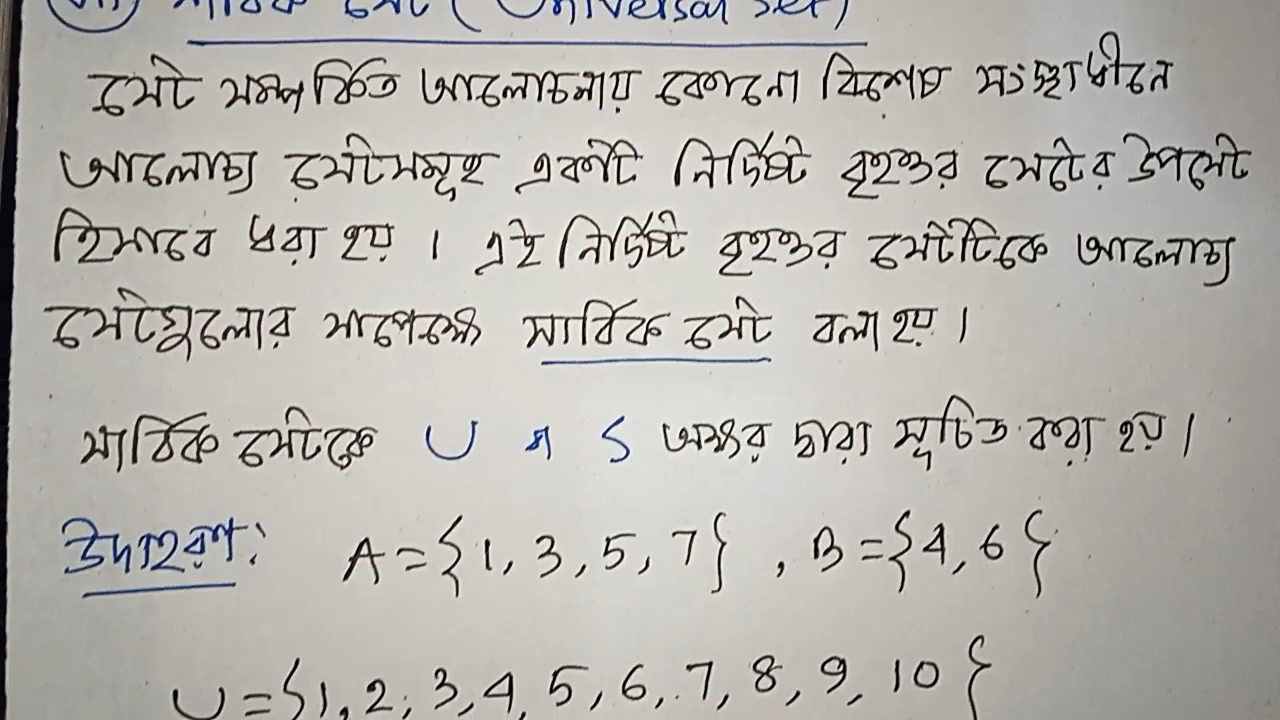 সার্বিক সেট ( Universal Set )
সেট সম্পর্কিত আলোচনায় কোনো বিশেষ সংজ্ঞাধীনে
আলোচ্য সেটসমূহ একটি নির্দিষ্ট বৃহত্তর সেটের উপসেট
হিসাবে ধরা হয় । এই নির্দিষ্ট বৃহত্তর সেটটিকে আলোচ্য
সেটগুলোর সাপেক্ষে সার্বিক সেট বলা হয় ।
সার্বিক সেটকে U বা S অক্ষর দ্বারা সূচিত করা হয় ।
উদাহরণ: A = {1, 3, 5, 7} , B = {4, 6}
U = {1, 2, 3, 4, 5, 6, 7, 8, 9, 10}